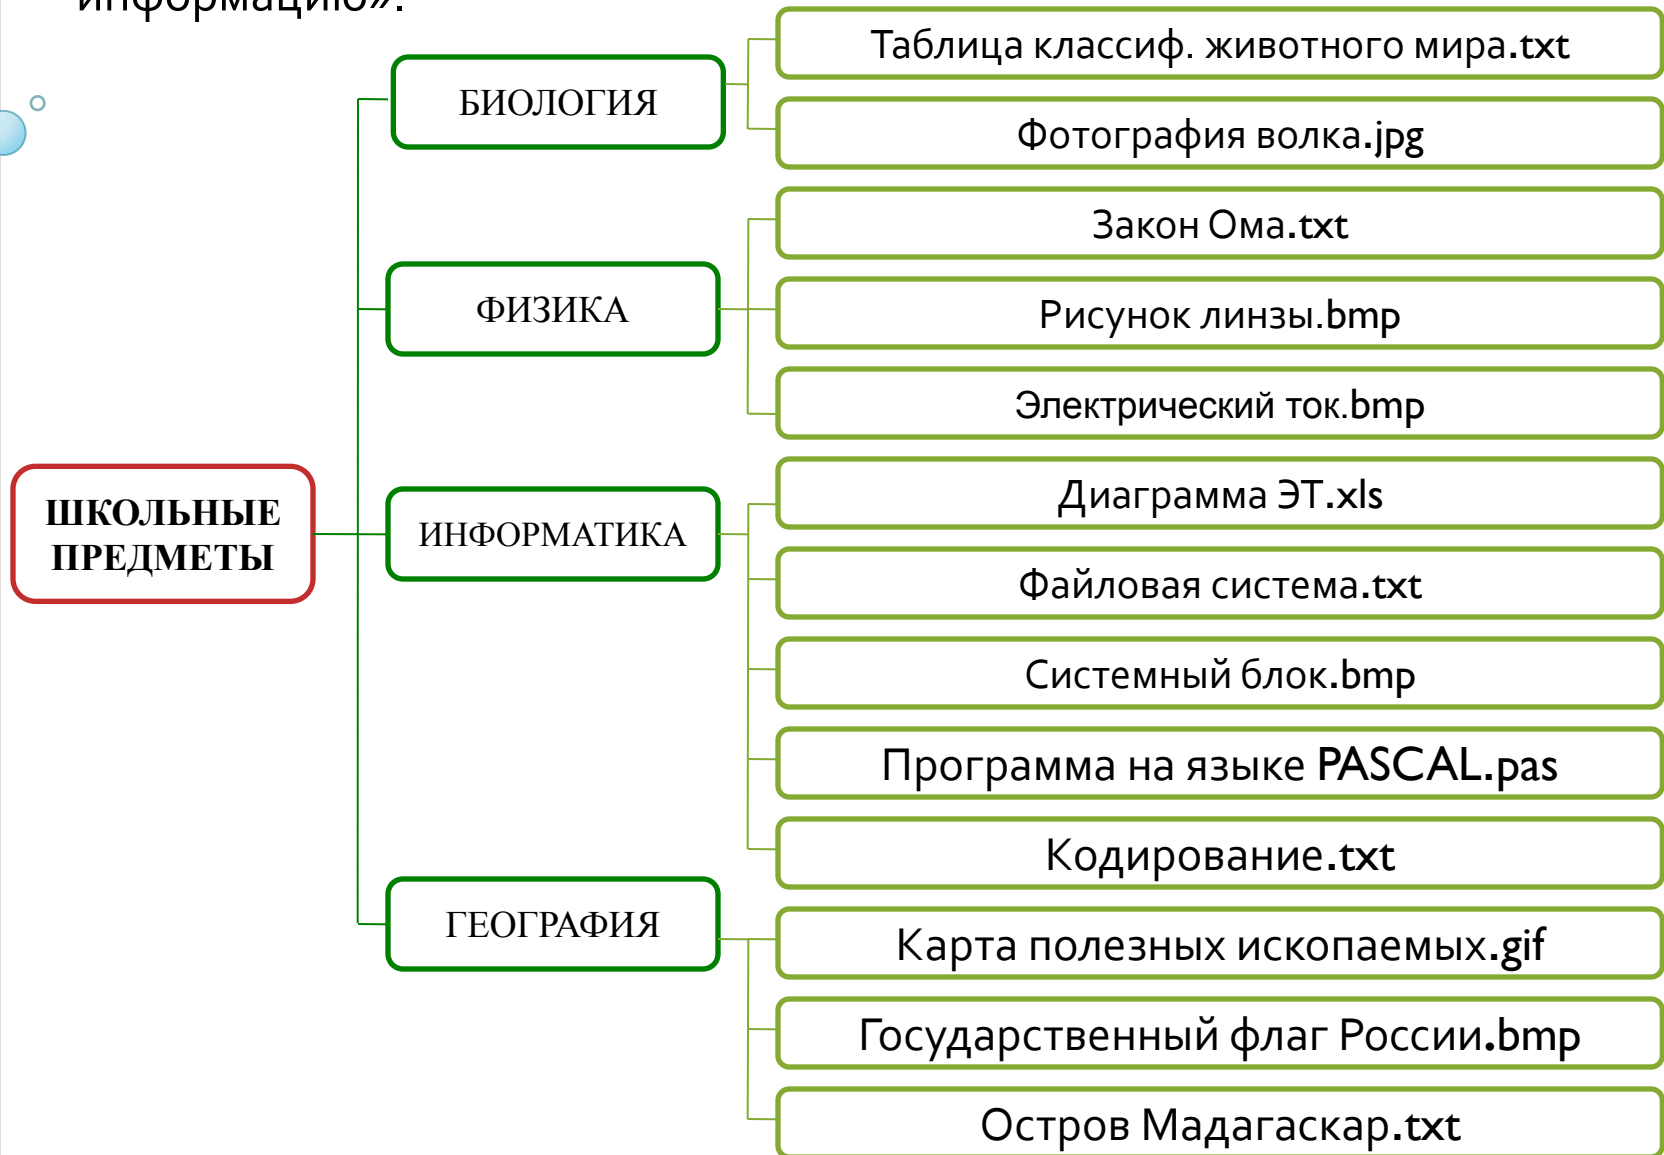 информацию».
БИОЛОГИЯ
Таблица классиф. животного мира.txt
Фотография волка.jpg
ФИЗИКА
Закон Ома.txt
Рисунок линзы.bmp
Электрический ток.bmp
ШКОЛЬНЫЕ
ПРЕДМЕТЫ
ИНФОРМАТИКА
Диаграмма ЭТ.xls
Файловая система.txt
Системный блок.bmp
Программа на языке PASCAL.pas
Кодирование.txt
ГЕОГРАФИЯ
Карта полезных ископаемых.gif
Государственный флаг России.bmp
Остров Мадагаскар.txt